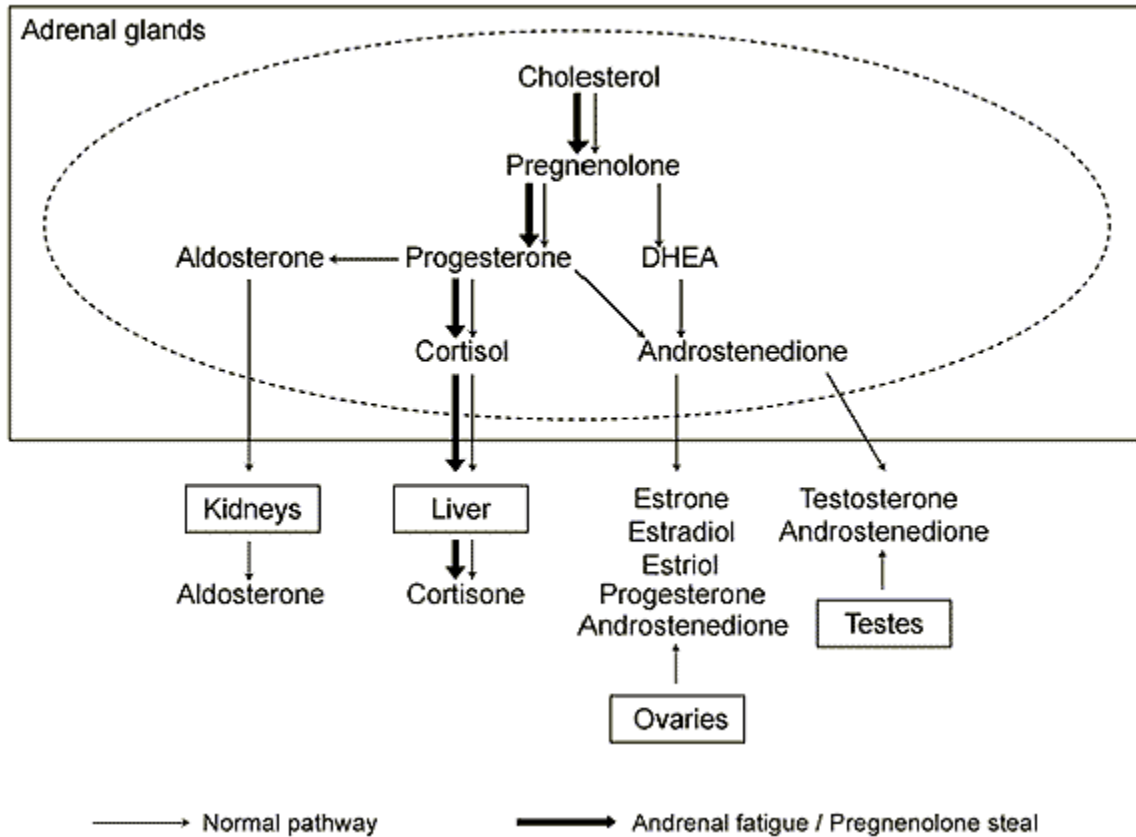 Adrenal glands
Cholesterol
Pregnenolone
Aldosterone
Progesterone
DHEA
Cortisol
Androstenedione
Kidneys
Liver
Estrone
Estradiol
Estriol
Progesterone
Androstenedione
Testosterone
Androstenedione
Aldosterone
Cortisone
Testes
Ovaries
Normal pathway
Andrenal fatigue / Pregnenolone steal